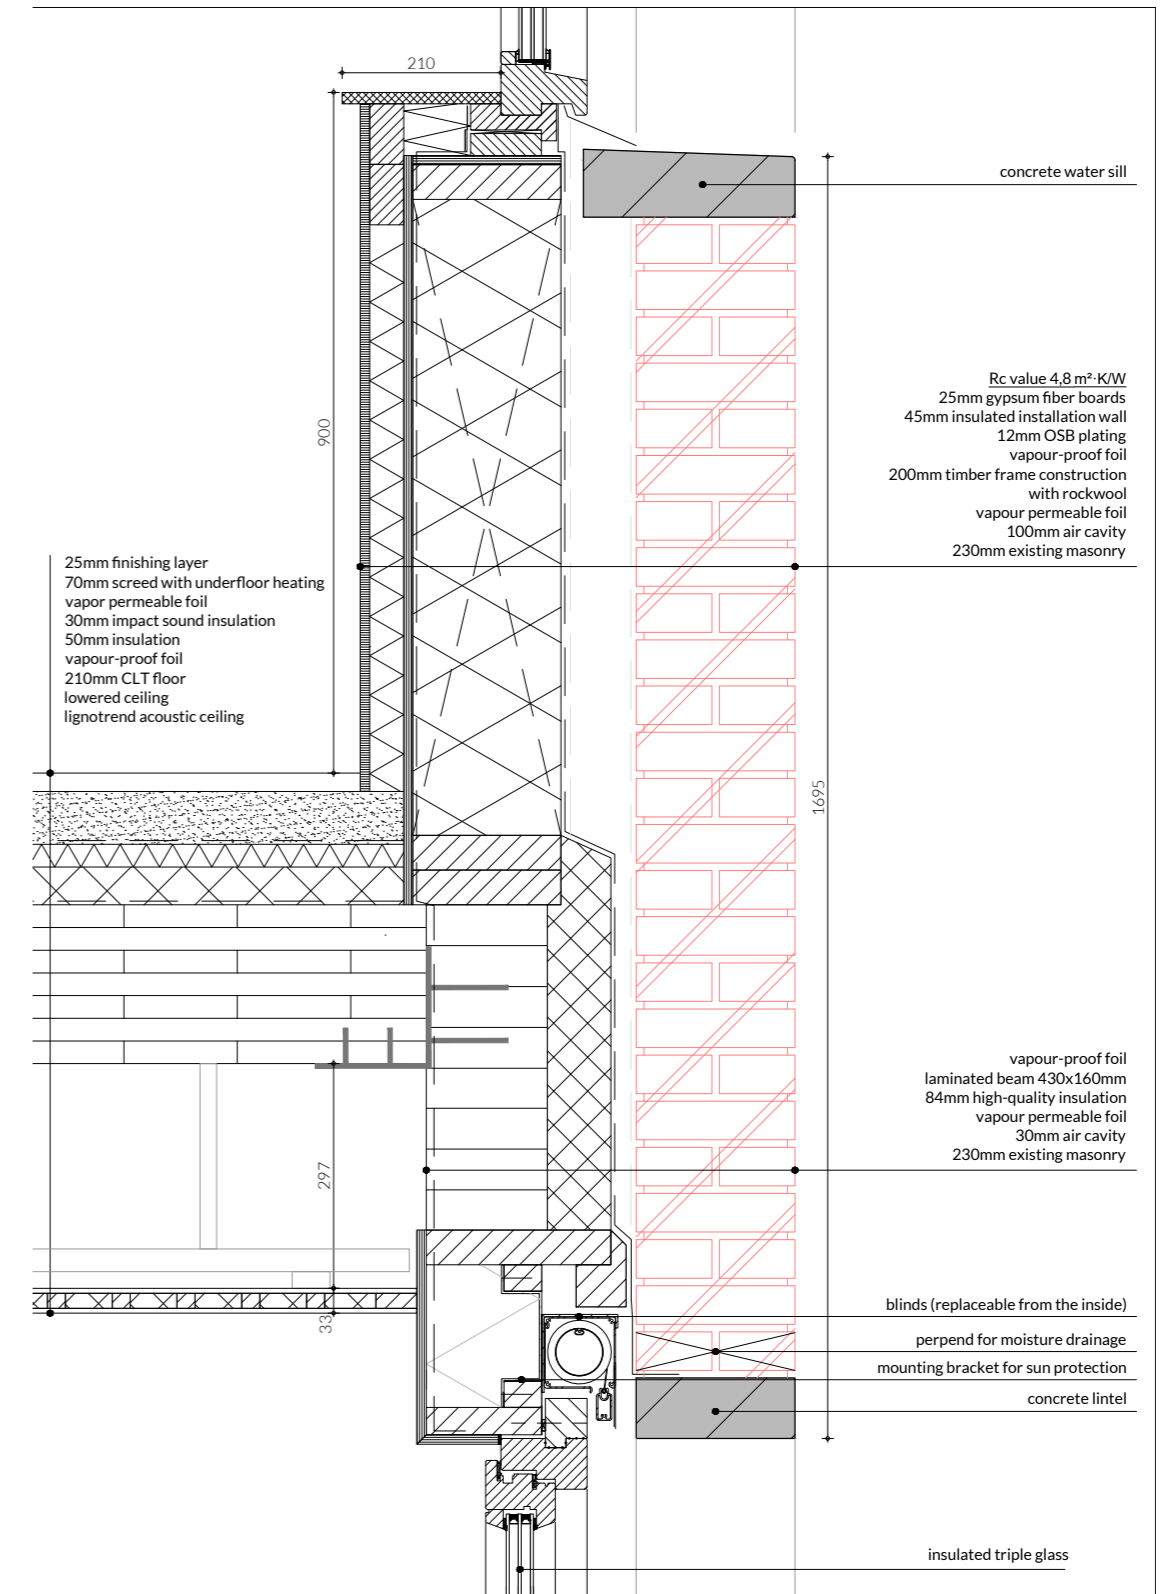 210
concrete water sill
900
Rc value 4,8 m²·K/W
25mm gypsum fiber boards
45mm insulated installation wall
12mm OSB plating
vapour-proof foil
200mm timber frame construction
with rockwool
vapour permeable foil
100mm air cavity
230mm existing masonry
25mm finishing layer
70mm screed with underfloor heating
vapor permeable foil
30mm impact sound insulation
50mm insulation
vapour-proof foil
210mm CLT floor
lowered ceiling
lignotrend acoustic ceiling
1695
vapour-proof foil
laminated beam 430x160mm
84mm high-quality insulation
vapour permeable foil
30mm air cavity
230mm existing masonry
297
33
blinds (replaceable from the inside)
perpend for moisture drainage
mounting bracket for sun protection
concrete lintel
insulated triple glass